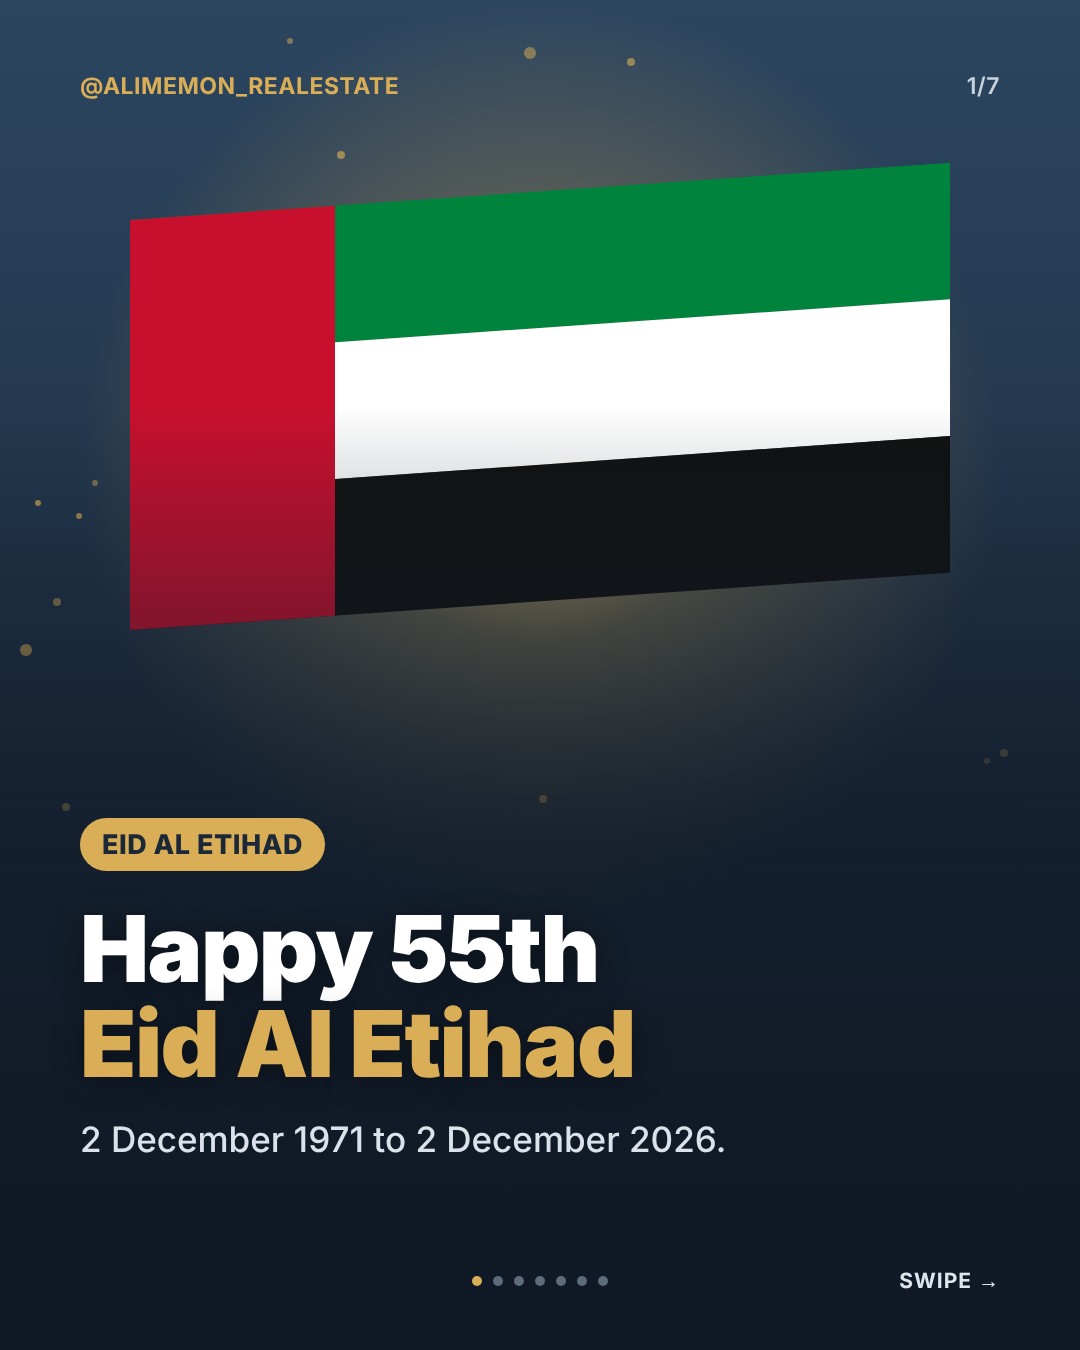 @ALIMEMON_REALESTATE
1/7
EID AL ETIHAD
Happy 55th
Eid Al Etihad
2 December 1971 to 2 December 2026.
SWIPE →